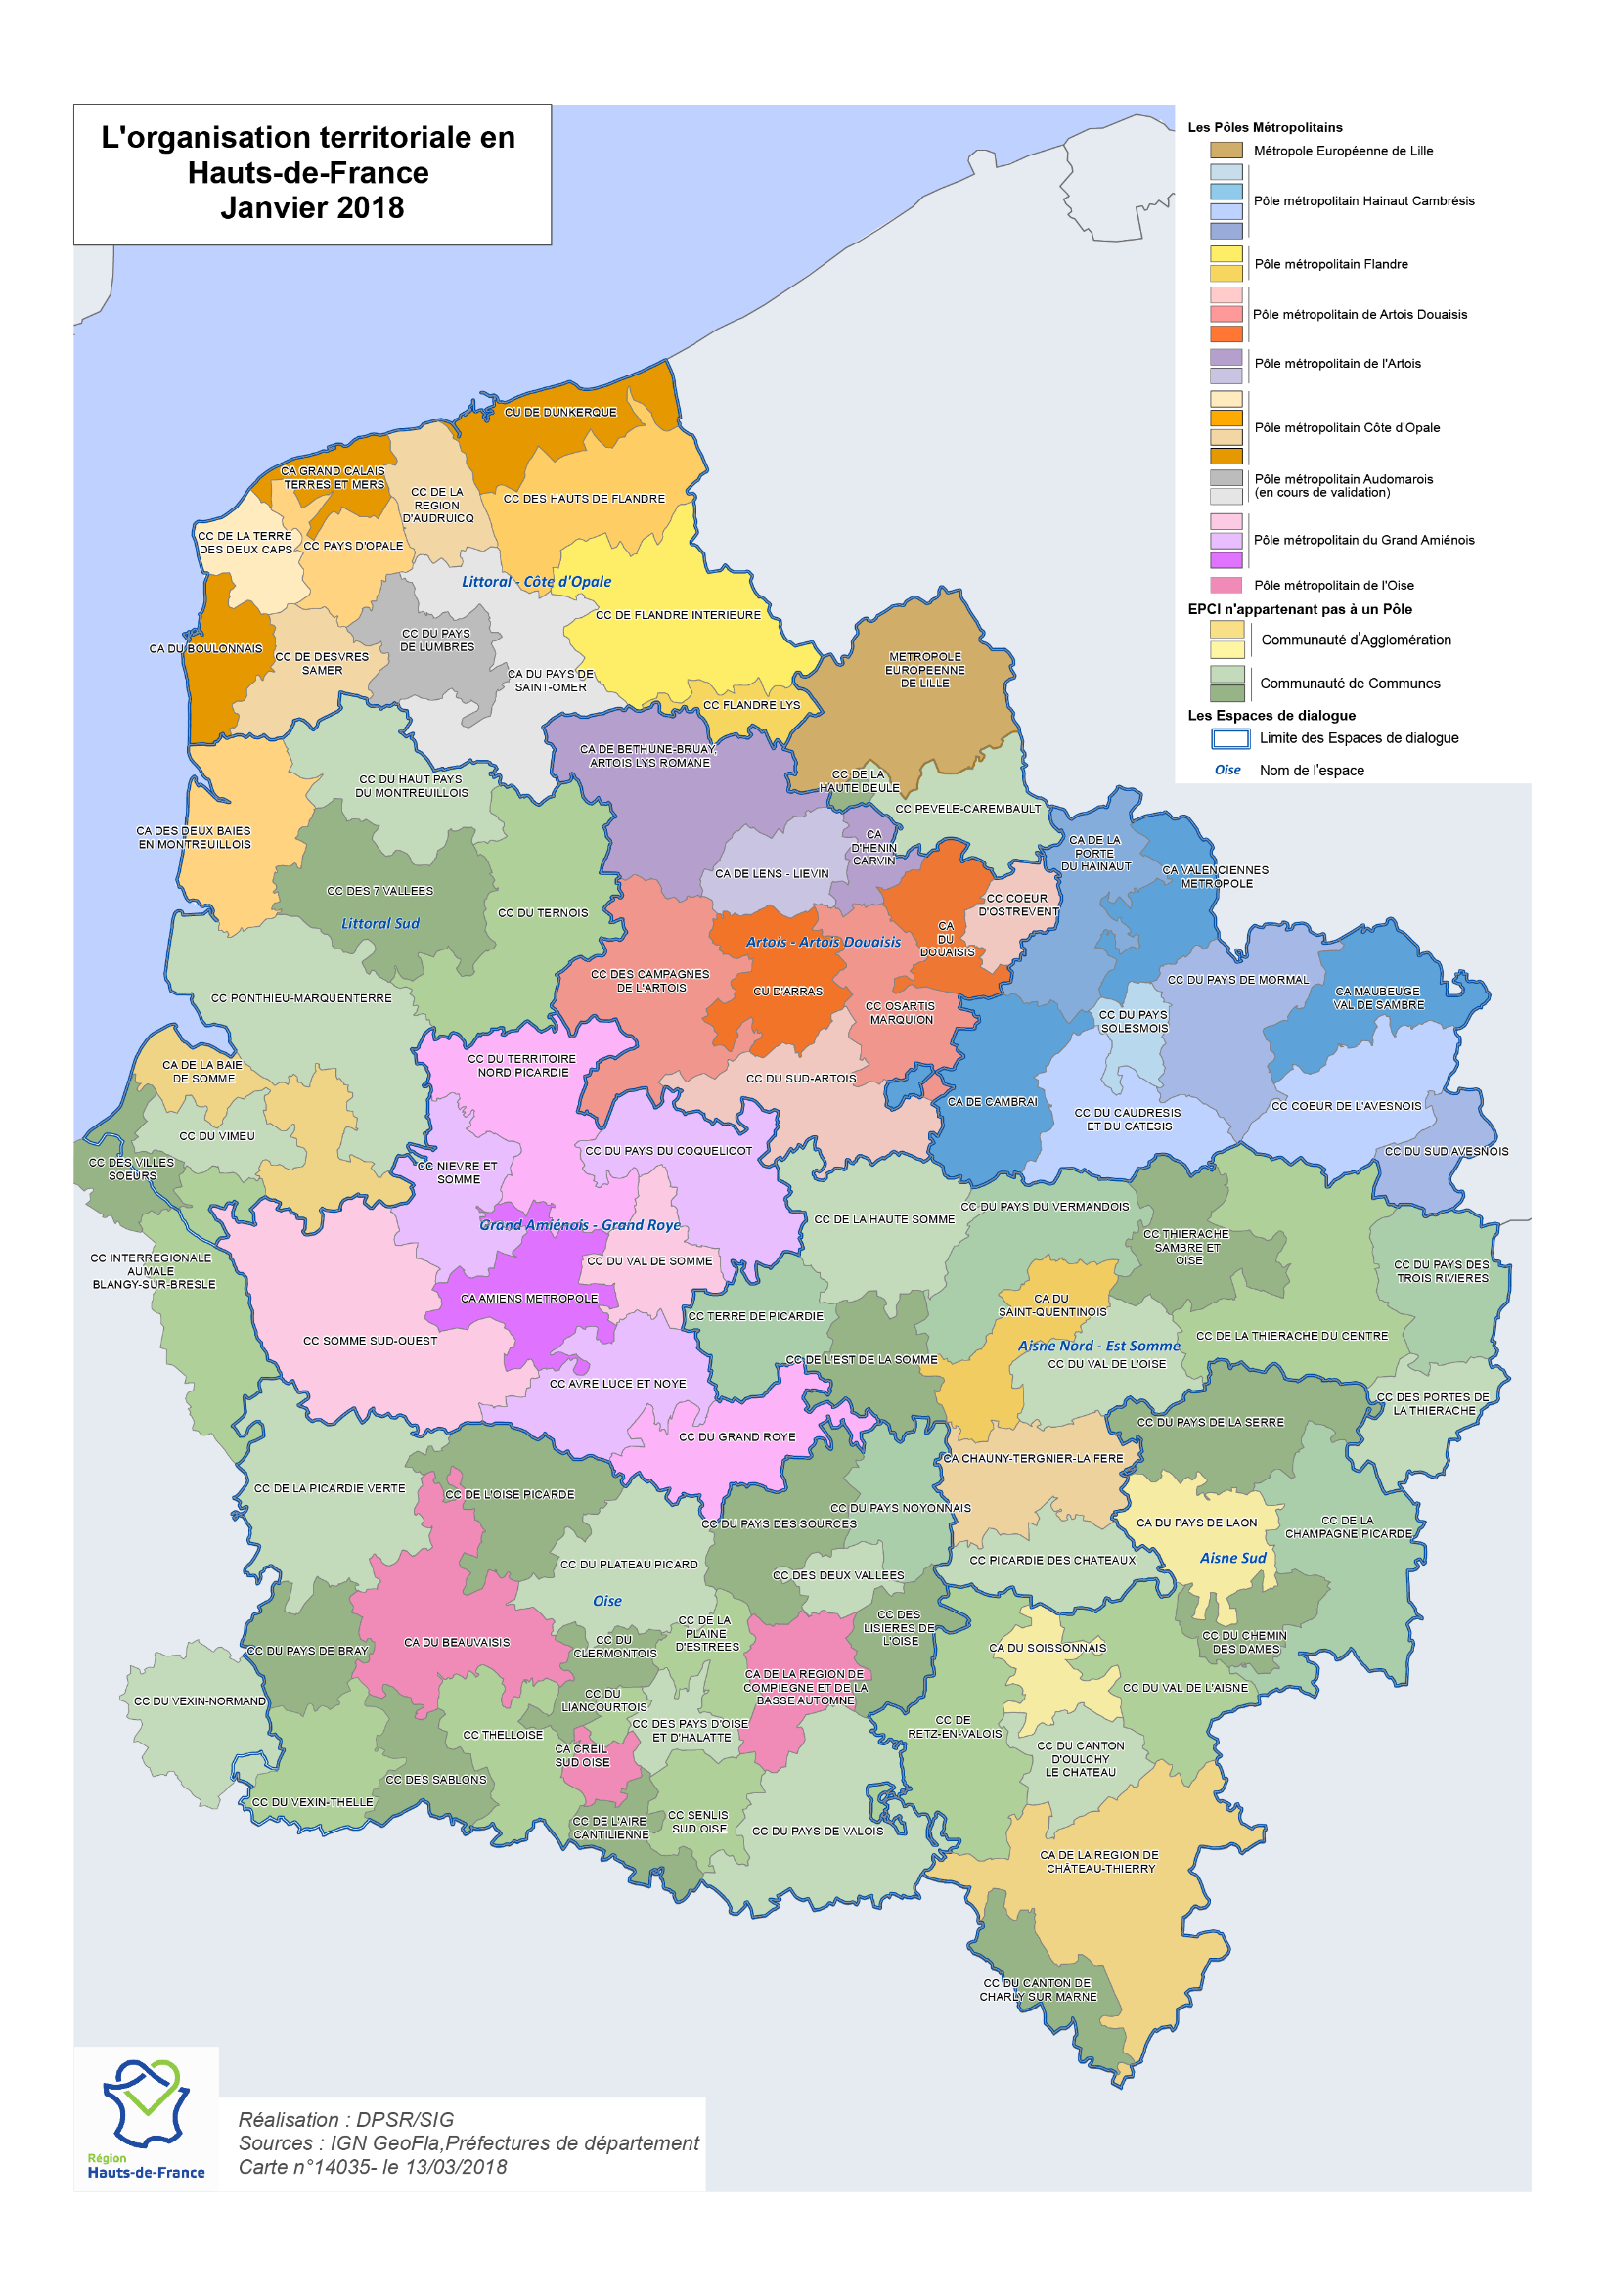 L'organisation territoriale en
Hauts-de-France
Janvier 2018
Les Pôles Métropolitains
Métropole Européenne de Lille
Pôle métropolitain Hainaut Cambrésis
Pôle métropolitain Flandre
Pôle métropolitain de Artois Douaisis
Pôle métropolitain de l'Artois
Pôle métropolitain Côte d'Opale
Pôle métropolitain Audomarois
(en cours de validation)
Pôle métropolitain du Grand Amiénois
Pôle métropolitain de l'Oise
EPCI n'appartenant pas à un Pôle
Communauté d'Agglomération
Communauté de Communes
Les Espaces de dialogue
Limite des Espaces de dialogue
Oise
Nom de l'espace
CU DE DUNKERQUE
CA GRAND CALAIS
TERRES ET MERS
CC DE LA
REGION
D'AUDRUICQ
CC DES HAUTS DE FLANDRE
CC DE LA TERRE
DES DEUX CAPS
CC PAYS D'OPALE
Littoral - Côte d'Opale
CC DE FLANDRE INTERIEURE
CA DU BOULONNAIS
CC DE DESVRES
SAMER
CC DU PAYS
DE LUMBRES
CA DU PAYS DE
SAINT-OMER
METROPOLE
EUROPEENNE
DE LILLE
CC FLANDRE LYS
CA DE BETHUNE-BRUAY,
ARTOIS LYS ROMANE
CC DU HAUT PAYS
DU MONTREUILLOIS
CC DE LA
HAUTE DEULE
CC PEVELE-CAREMBAULT
CA DES DEUX BAIES
EN MONTREUILLOIS
CA
D'HENIN
CARVIN
CA DE LA
PORTE
DU HAINAUT
CA DE LENS - LIEVIN
CA VALENCIENNES
METROPOLE
CC DES 7 VALLEES
Littoral Sud
CC DU TERNOIS
CC COEUR
D'OSTREVENT
CA
DU
DOUAISIS
Artois - Artois Douaisis
CC DES CAMPAGNES
DE L'ARTOIS
CU D'ARRAS
CC DU PAYS DE MORMAL
CA MAUBEUGE
VAL DE SAMBRE
CC PONTHIEU-MARQUENTERRE
CC OSARTIS
MARQUION
CC DU PAYS
SOLESMOIS
CA DE LA BAIE
DE SOMME
CC DU TERRITOIRE
NORD PICARDIE
CC DU SUD-ARTOIS
CA DE CAMBRAI
CC DU CAUDRESIS
ET DU CATESIS
CC COEUR DE L'AVESNOIS
CC DU VIMEU
CC DES VILLES
SOEURS
CC NIEVRE ET
SOMME
CC DU PAYS DU COQUELICOT
CC DU SUD AVESNOIS
Grand Amiénois - Grand Roye
CC DE LA HAUTE SOMME
CC DU PAYS DU VERMANDOIS
CC THIERACHE
SAMBRE ET
OISE
CC INTERREGIONALE
AUMALE
BLANGY-SUR-BRESLE
CC DU VAL DE SOMME
CC DU PAYS DES
TROIS RIVIERES
CA AMIENS METROPOLE
CC TERRE DE PICARDIE
CA DU
SAINT-QUENTINOIS
CC SOMME SUD-OUEST
CC DE LA THIERACHE DU CENTRE
Aisne Nord - Est Somme
CC DE L'EST DE LA SOMME
CC DU VAL DE L'OISE
CC AVRE LUCE ET NOYE
CC DES PORTES DE
LA THIERACHE
CC DU GRAND ROYE
CC DU PAYS DE LA SERRE
CA CHAUNY-TERGNIER-LA FERE
CC DE LA PICARDIE VERTE
CC DE L'OISE PICARDE
CC DU PAYS NOYONNAIS
CC DU PAYS DES SOURCES
CA DU PAYS DE LAON
CC DE LA
CHAMPAGNE PICARDE
Aisne Sud
CC DU PLATEAU PICARD
CC PICARDIE DES CHATEAUX
CC DES DEUX VALLEES
Oise
CC DE LA
PLAINE
D'ESTREES
CC DES
LISIERES DE
L'OISE
CA DU BEAUVAISIS
CC DU
CLERMONTOIS
CC DU PAYS DE BRAY
CA DU SOISSONNAIS
CC DU CHEMIN
DES DAMES
CA DE LA REGION DE
COMPIEGNE ET DE LA
BASSE AUTOMNE
CC DU VAL DE L'AISNE
CC DU VEXIN-NORMAND
CC DU
LIANCOURTOIS
CC THELLOISE
CC DES PAYS D'OISE
ET D'HALATTE
CC DE
RETZ-EN-VALOIS
CA CREIL
SUD OISE
CC DU CANTON
D'OULCHY
LE CHATEAU
CC DES SABLONS
CC DU VEXIN-THELLE
CC DE L'AIRE
CANTILIENNE
CC SENLIS
SUD OISE
CC DU PAYS DE VALOIS
CA DE LA REGION DE
CHÂTEAU-THIERRY
CC DU CANTON DE
CHARLY SUR MARNE
Région
Hauts-de-France
Réalisation : DPSR/SIG
Sources : IGN GeoFla,Préfectures de département
Carte n°14035- le 13/03/2018